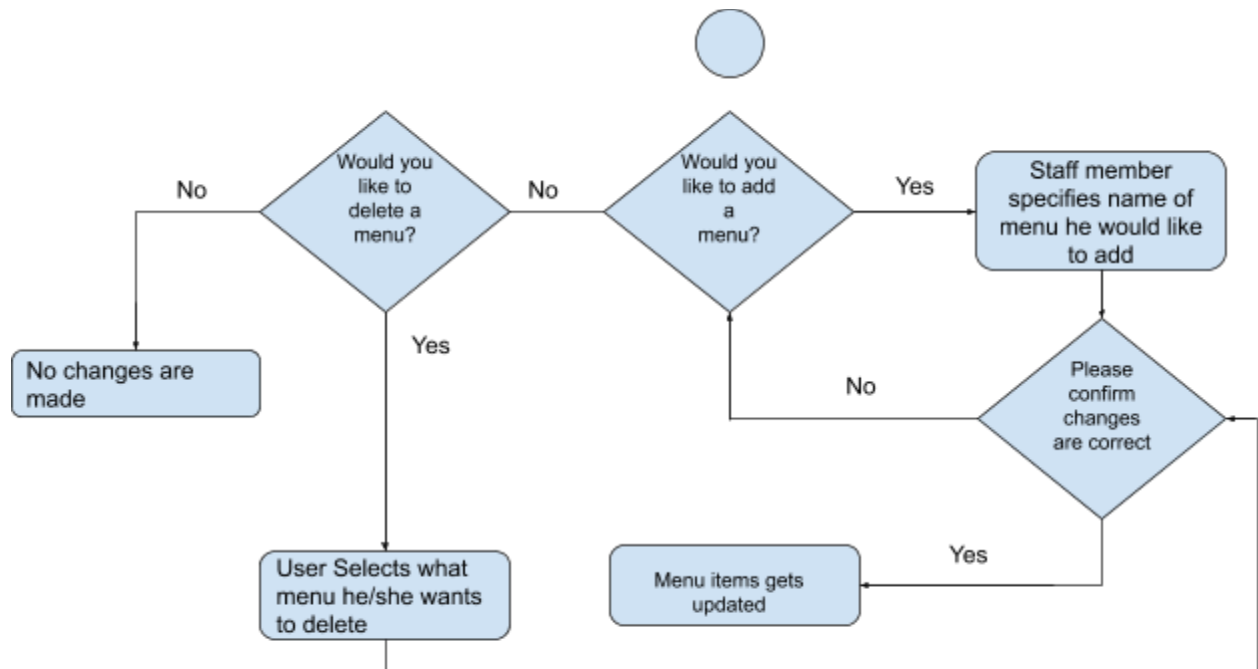 Would you
like to
delete a
menu?
No
No
Would you
like to add
a
menu?
Yes
Staff member
specifies name of
menu he would like
to add
Yes
No changes are
made
No
Please
confirm
changes
are correct
User Selects what
menu he/she wants
to delete
Menu items gets
updated
Yes